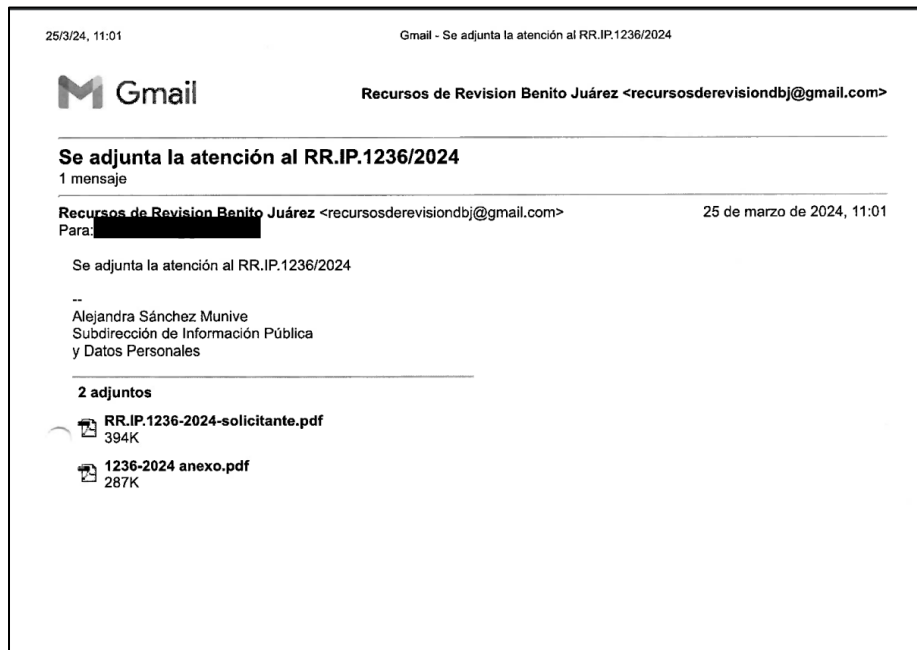 25/3/24, 11:01
Gmail - Se adjunta la atención al RR.IP.1236/2024
Gmail
Recursos de Revision Benito Juárez <recursosderevisiondbj@gmail.com>
Se adjunta la atención al RR.IP.1236/2024
1 mensaje
Recursos de Revision Benito Juárez <recursosderevisiondbj@gmail.com>
25 de marzo de 2024, 11:01
Para:
Se adjunta la atención al RR.IP.1236/2024
--
Alejandra Sánchez Munive
Subdirección de Información Pública
y Datos Personales
2 adjuntos
RR.IP.1236-2024-solicitante.pdf
394K
1236-2024 anexo.pdf
287K